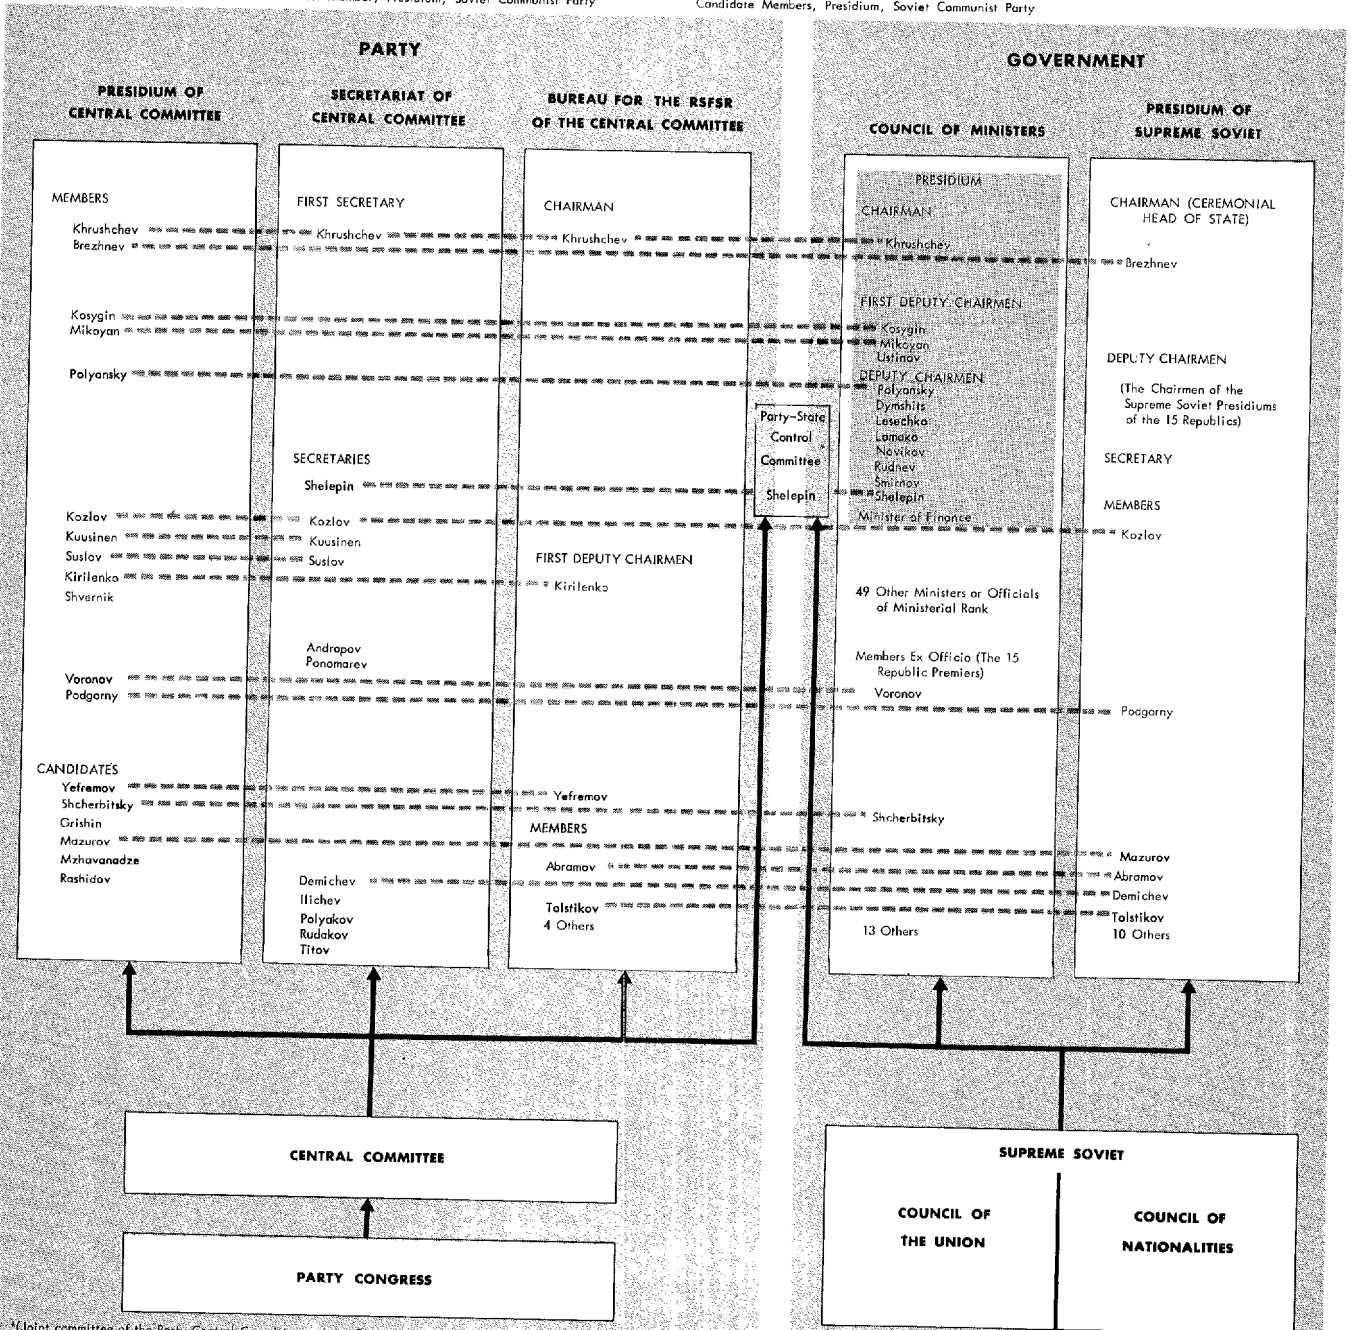 Presidium, Soviet Communist Party
Candidate Members, Presidium, Soviet Communist Party
PARTY
PRESIDIUM OF
CENTRAL COMMITTEE
MEMBERS
Khrushchev
Brezhnev
Kosygin
Mikoyan
Polyansky
Kozlov
Kuusinen
Suslov
Kirilenko
Shvernik
Voronov
Podgorny
CANDIDATES
Yefremov
Shcherbitsky
Grishin
Mazurov
Mzhavanadze
Rashidov
SECRETARIAT OF
CENTRAL COMMITTEE
FIRST SECRETARY
Khrushchev
SECRETARIES
Shelepin
Kozlov
Kuusinen
Suslov
Andrapov
Ponomarev
Demichev
Ilichev
Polyakov
Rudakov
Titov
BUREAU FOR THE RSFSR
OF THE CENTRAL COMMITTEE
CHAIRMAN
Khrushchev
FIRST DEPUTY CHAIRMEN
Kirilenko
Yefremov
MEMBERS
Abramov
Tolstikov
4 Others
Party-State
Control
Committee
Shelepin
GOVERNMENT
COUNCIL OF MINISTERS
PRESIDIUM
CHAIRMAN
Khrushchev
FIRST DEPUTY CHAIRMEN
Kosygin
Mikoyan
Ustinov
DEPUTY CHAIRMEN
Polyansky
Dymshits
Lesechko
Lomako
Novikov
Rudnev
Smirnov
Shelepin
Minister of Finance
49 Other Ministers or Officials
of Ministerial Rank
Members Ex Officio (The 15
Republic Premiers)
Voronov
Shcherbitsky
13 Others
PRESIDIUM OF
SUPREME SOVIET
CHAIRMAN (CEREMONIAL
HEAD OF STATE)
Brezhnev
DEPUTY CHAIRMEN
(The Chairmen of the
Supreme Soviet Presidiums
of the 15 Republics)
SECRETARY
MEMBERS
Kozlov
Podgorny
Mazurov
Abramov
Demichev
Tolstikov
10 Others
CENTRAL COMMITTEE
PARTY CONGRESS
SUPREME SOVIET
COUNCIL OF
THE UNION
COUNCIL OF
NATIONALITIES